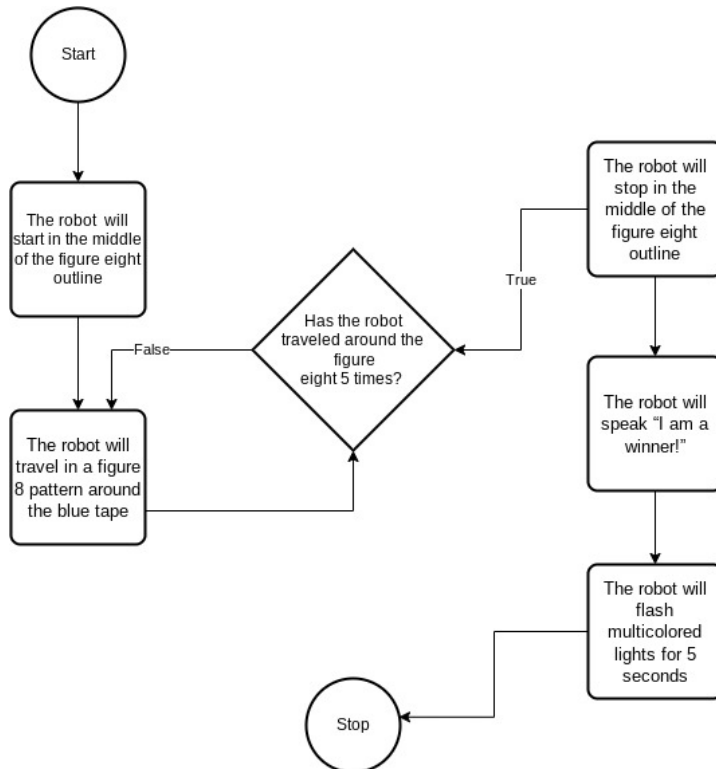 Start
The robot will
start in the middle
of the figure eight
outline
The robot will
travel in a figure
8 pattern around
the blue tape
False
Has the robot
traveled around the
figure
eight 5 times?
True
The robot will
stop in the
middle of the
figure eight
outline
The robot will
speak “I am a
winner!”
The robot will
flash
multicolored
lights for 5
seconds
Stop